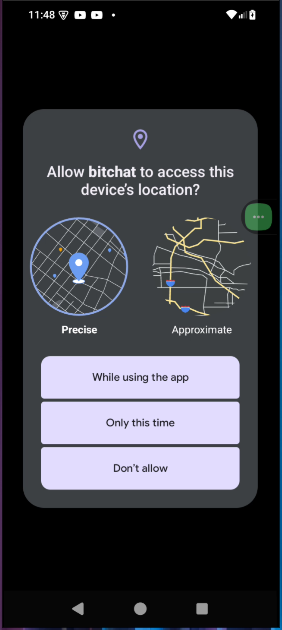 11:48
Allow bitchat to access this
device's location?
Precise
Approximate
While using the app
Only this time
Don't allow